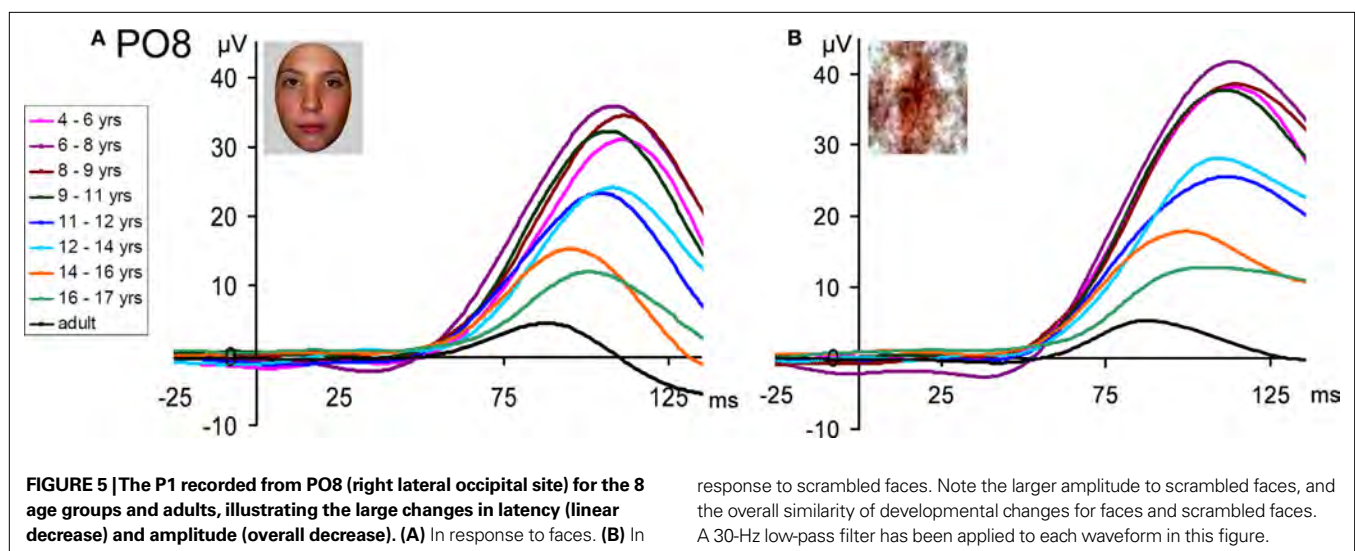 A PO8
µV
40
30
20
10
0
-10
-25
25
75
125
ms
4 - 6 yrs
6 - 8 yrs
8 - 9 yrs
9 - 11 yrs
11 - 12 yrs
12 - 14 yrs
14 - 16 yrs
16 - 17 yrs
adult
B
µV
40
30
20
10
0
-10
-25
25
75
125
ms
FIGURE 5 | The P1 recorded from PO8 (right lateral occipital site) for the 8
age groups and adults, illustrating the large changes in latency (linear
decrease) and amplitude (overall decrease). (A) In response to faces. (B) In
response to scrambled faces. Note the larger amplitude to scrambled faces, and
the overall similarity of developmental changes for faces and scrambled faces.
A 30-Hz low-pass filter has been applied to each waveform in this figure.